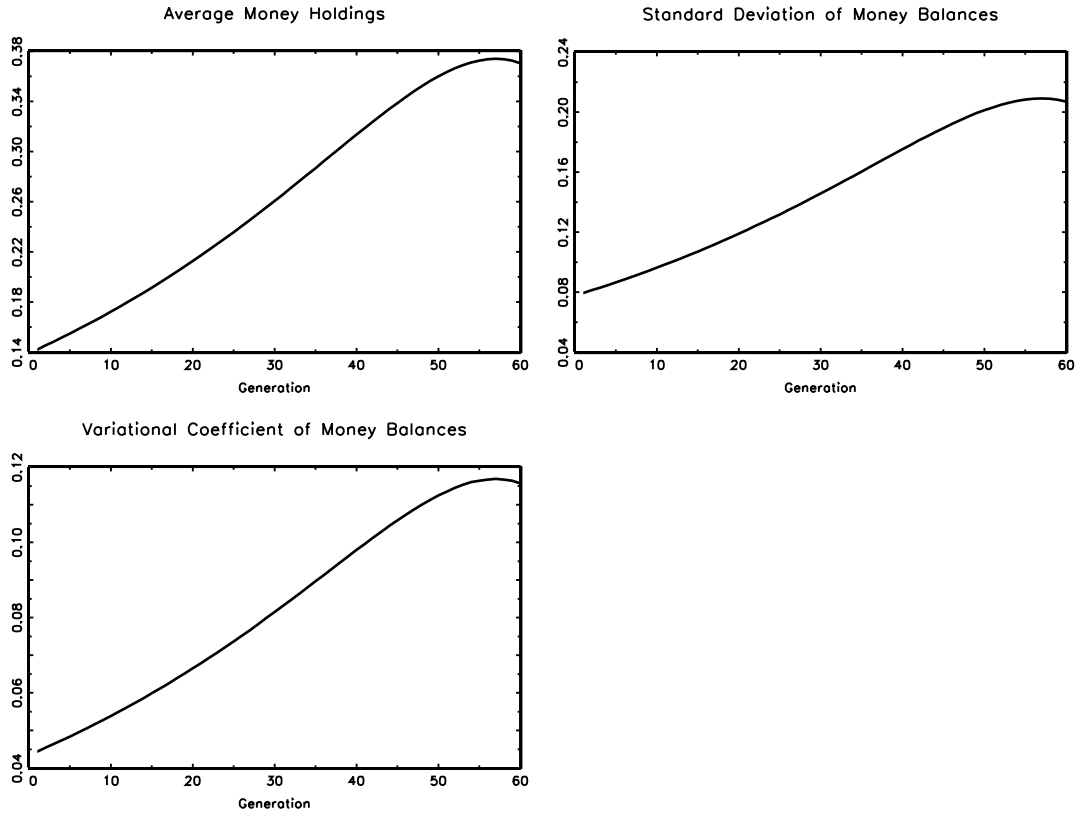 Average Money Holdings
0.38
0.34
0.30
0.26
0.22
0.18
0.14
0 10 20 30 40 50 60
Generation
Standard Deviation of Money Balances
0.24
0.20
0.16
0.12
0.08
0.04
0 10 20 30 40 50 60
Generation
Variational Coefficient of Money Balances
0.12
0.10
0.08
0.06
0.04
0 10 20 30 40 50 60
Generation